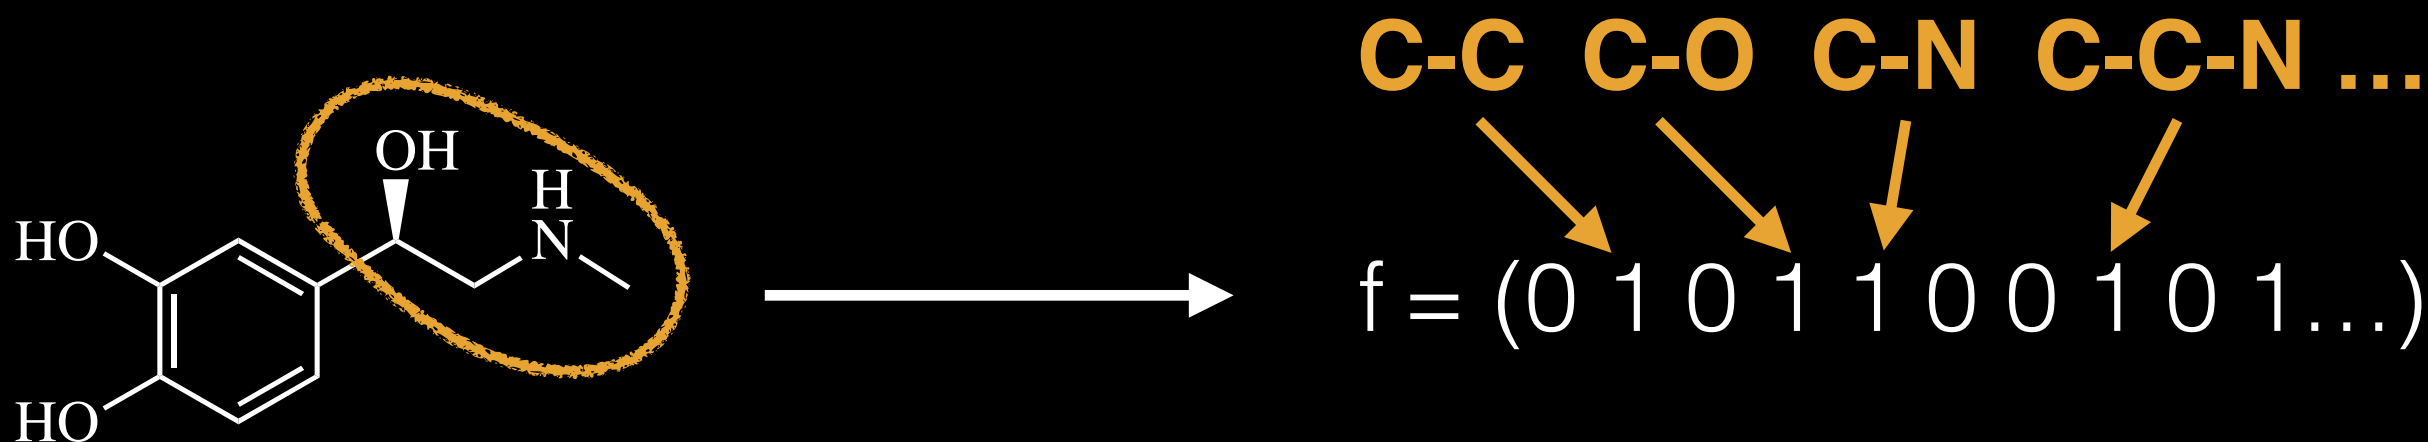 C-C C-O C-N C-C-N ...
OH
H
N
HO
HO
f = (0 1 0 1 1 0 0 1 0 1...)